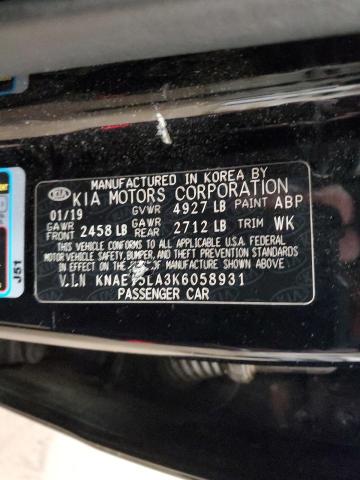 MANUFACTURED IN KOREA BY
KIA KIA MOTORS CORPORATION
01/19 GVWR 4927 LB PAINT ABP
GAWR FRONT 2458 LB GAWR REAR 2712 LB TRIM WK
THIS VEHICLE CONFORMS TO ALL APPLICABLE U.S.A. FEDERAL
MOTOR VEHICLE SAFETY, BUMPER, AND THEFT PREVENTION STANDARDS
IN EFFECT ON THE DATE OF MANUFACTURE SHOWN ABOVE.
V.I.N
PASSENGER CAR
J51